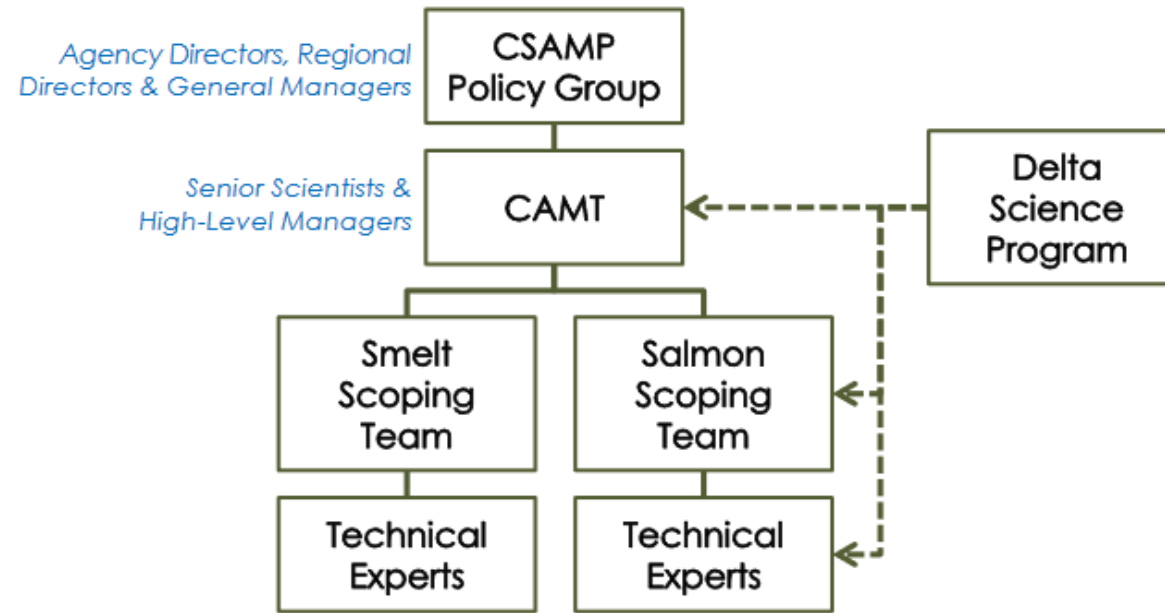 Agency Directors, Regional
Directors & General Managers
CSAMP
Policy Group
Senior Scientists &
High-Level Managers
CAMT
Delta
Science
Program
Smelt
Scoping
Team
Salmon
Scoping
Team
Technical
Experts
Technical
Experts